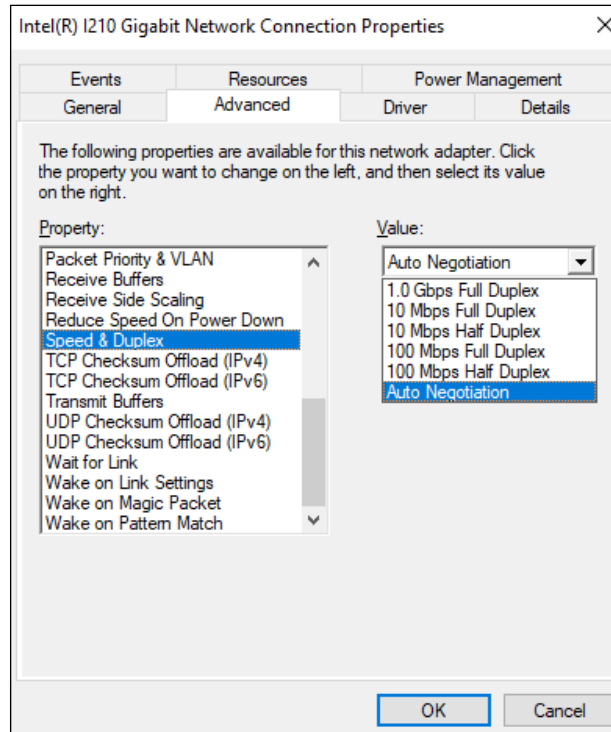 Intel(R) I210 Gigabit Network Connection Properties
Events Resources Power Management
General Advanced Driver Details
The following properties are available for this network adapter. Click
the property you want to change on the left, and then select its value
on the right.
Property:
Packet Priority & VLAN
Receive Buffers
Receive Side Scaling
Reduce Speed On Power Down
Speed & Duplex
TCP Checksum Offload (IPv4)
TCP Checksum Offload (IPv6)
Transmit Buffers
UDP Checksum Offload (IPv4)
UDP Checksum Offload (IPv6)
Wait for Link
Wake on Link Settings
Wake on Magic Packet
Wake on Pattern Match
Value:
Auto Negotiation
1.0 Gbps Full Duplex
10 Mbps Full Duplex
10 Mbps Half Duplex
100 Mbps Full Duplex
100 Mbps Half Duplex
Auto Negotiation
OK Cancel